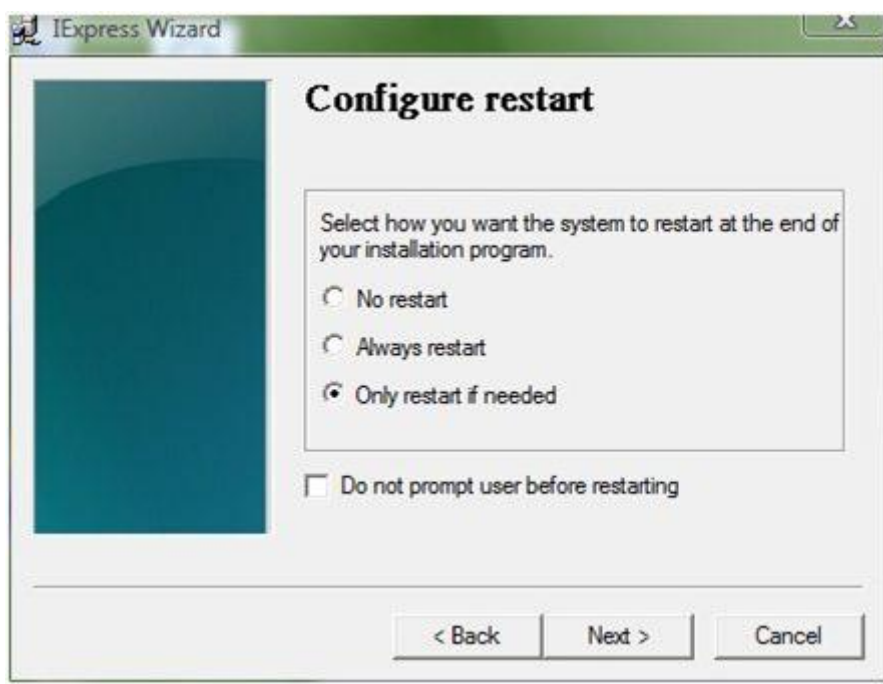 IExpress Wizard
Configure restart
Select how you want the system to restart at the end of
your installation program.
No restart
Always restart
Only restart if needed
Do not prompt user before restarting
< Back Next > Cancel